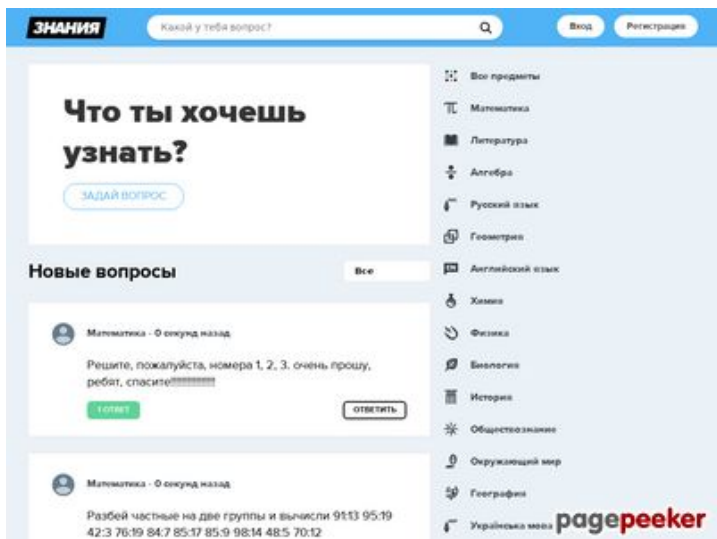 ЗНАНИЯ
Какой у тебя вопрос?
Вход
Регистрация
Что ты хочешь
узнать?
ЗАДАЙ ВОПРОС
Новые вопросы
Все
Математика - 0 секунд назад
Решите, пожалуйста, номера 1, 2, 3. очень прошу,
ребят, спасите!!!!!!!!!!!!!!!!!!
1 ОТВЕТ
ОТВЕТИТЬ
Математика - 0 секунд назад
Разбей частные на две группы и вычисли 91:13 95:19
42:3 76:19 84:7 85:17 85:9 98:14 48:5 70:12
Все предметы
Математика
Литература
Алгебра
Русский язык
Геометрия
Английский язык
Химия
Физика
Биология
История
Обществознание
Окружающий мир
География
Українська мова
pagepeeker